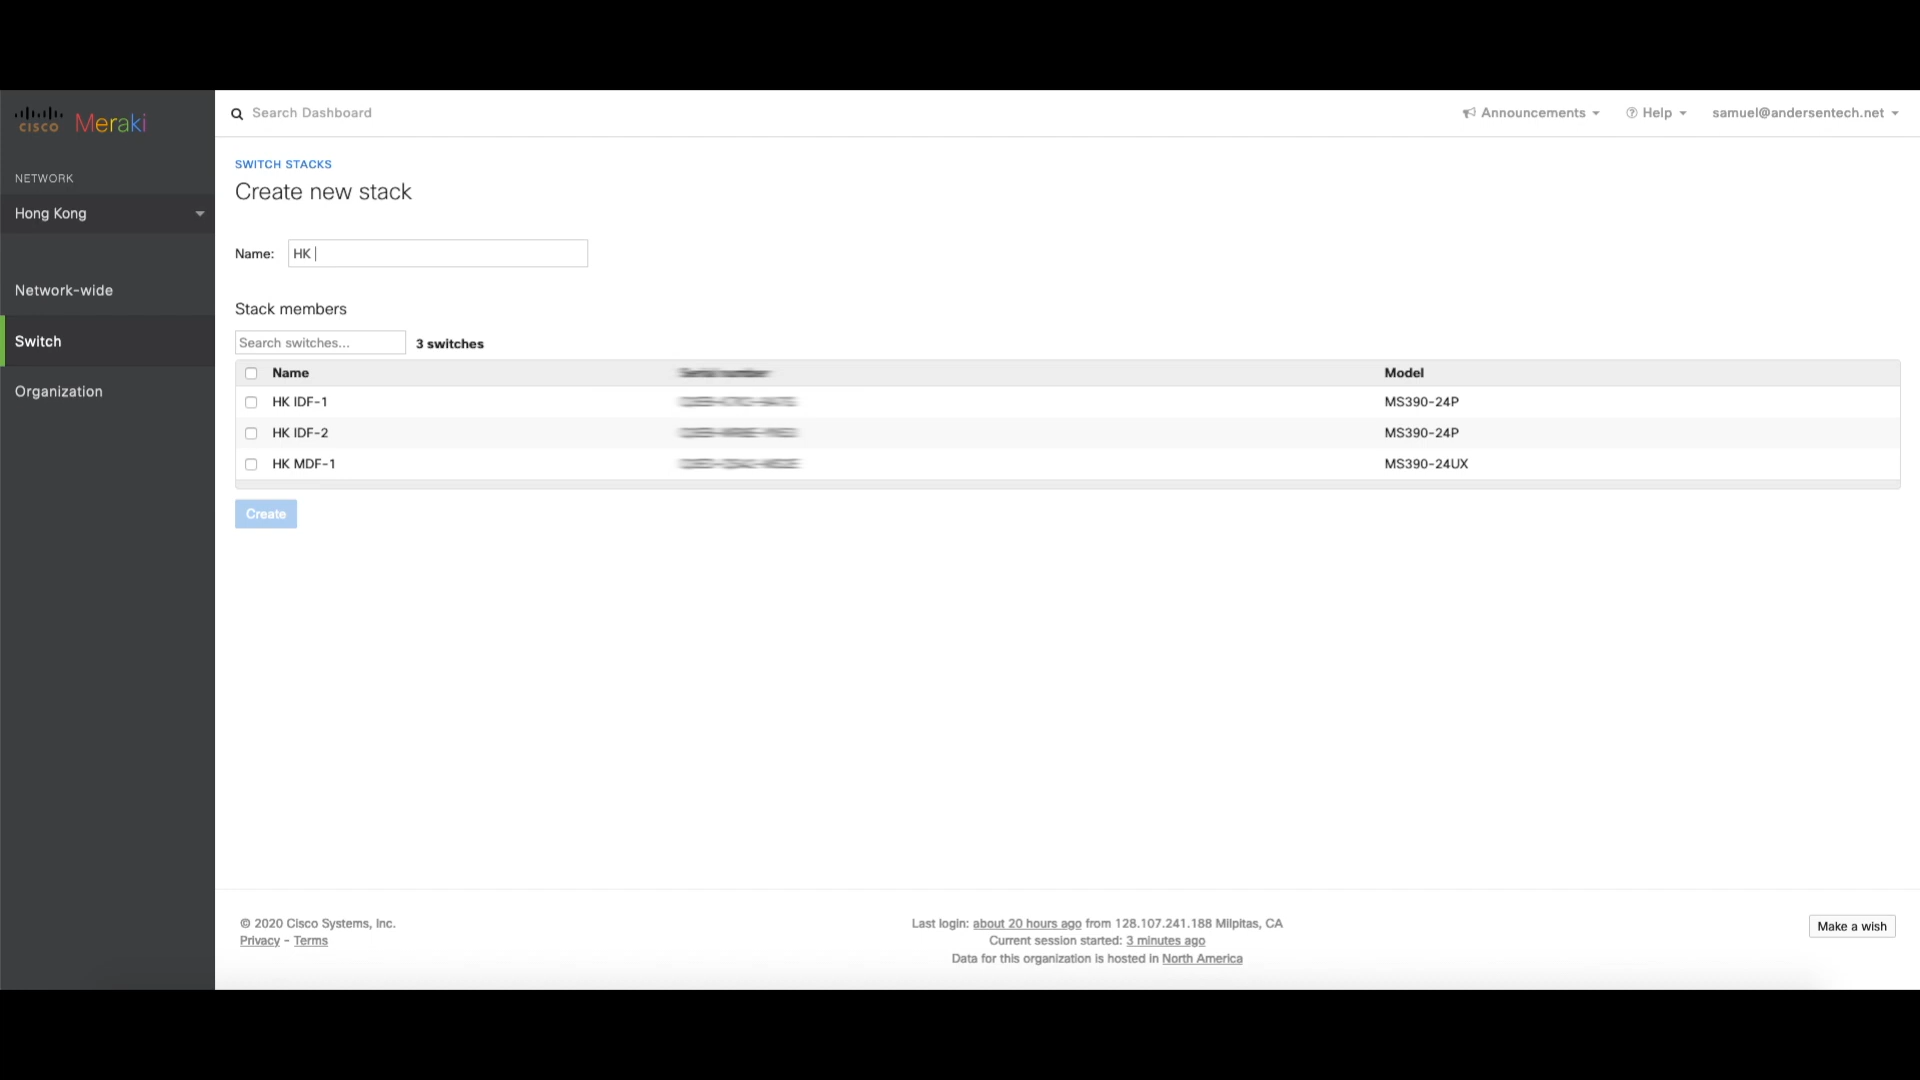 cisco Meraki
Search Dashboard
Announcements
Help
samuel@andersentech.net
NETWORK
Hong Kong
Network-wide
Switch
Organization
SWITCH STACKS
Create new stack
Name: HK
Stack members
Search switches... 3 switches
Name Model
HK IDF-1 MS390-24P
HK IDF-2 MS390-24P
HK MDF-1 MS390-24UX
Create
© 2020 Cisco Systems, Inc.
Privacy - Terms
Last login: about 20 hours ago from 128.107.241.188 Milpitas, CA
Current session started: 3 minutes ago
Data for this organization is hosted in North America
Make a wish